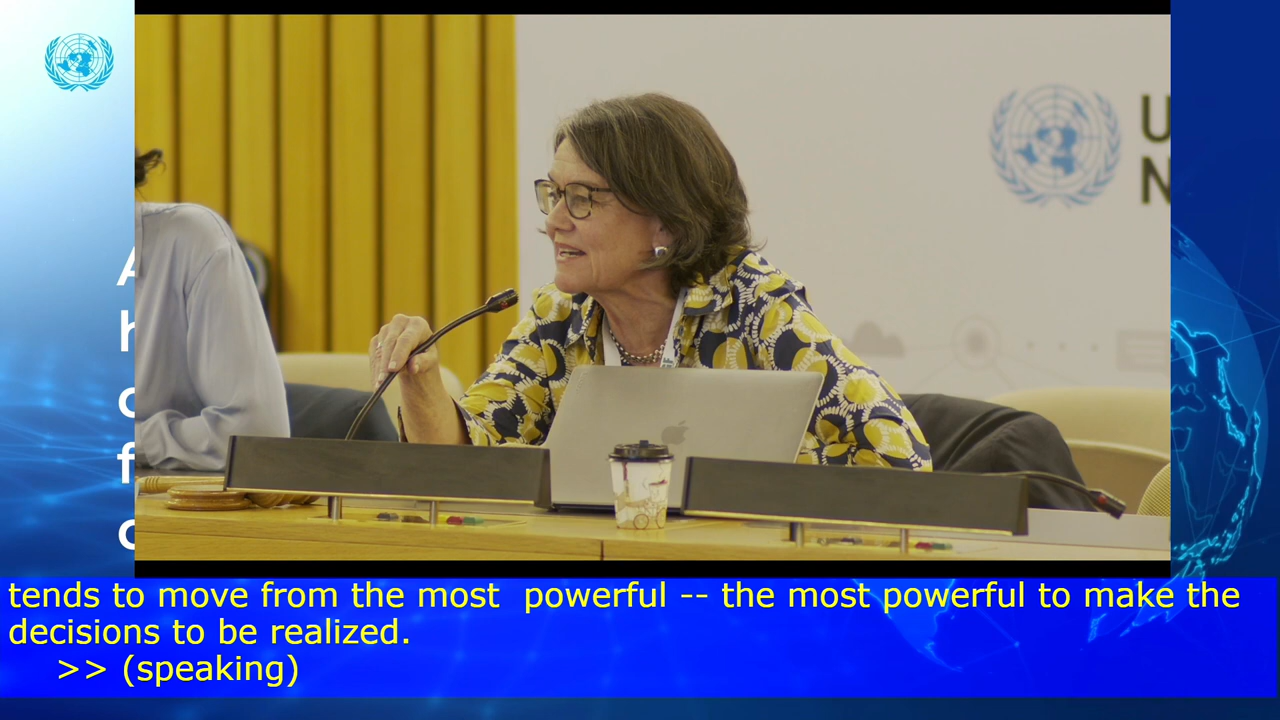 U
N
tends to move from the most  powerful -- the most powerful to make the
decisions to be realized.
>> (speaking)